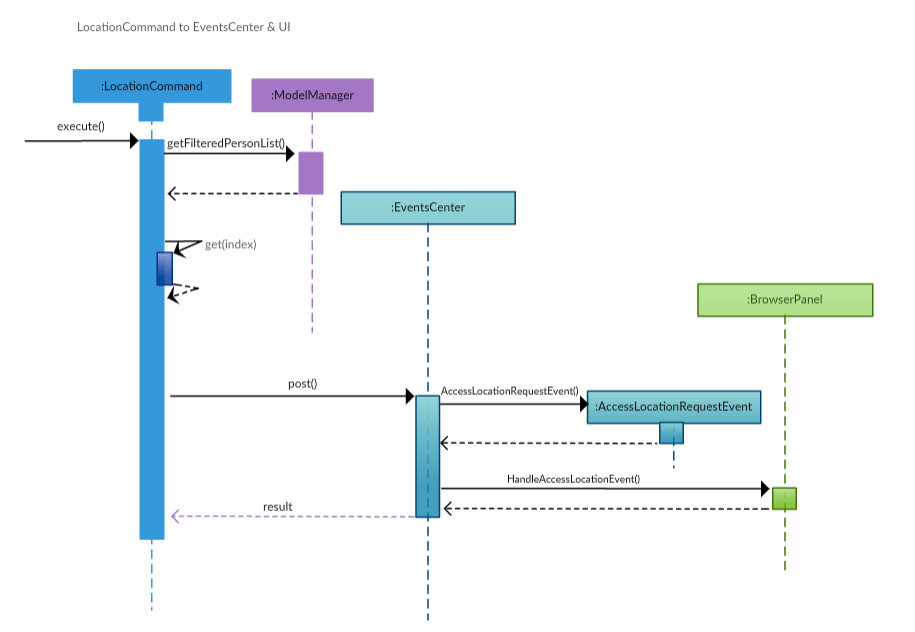 LocationCommand to EventsCenter & UI
:LocationCommand
:ModelManager
execute()
getFilteredPersonList()
:EventsCenter
get(index)
:BrowserPanel
post()
AccessLocationRequestEvent()
:AccessLocationRequestEvent
HandleAccessLocationEvent()
result